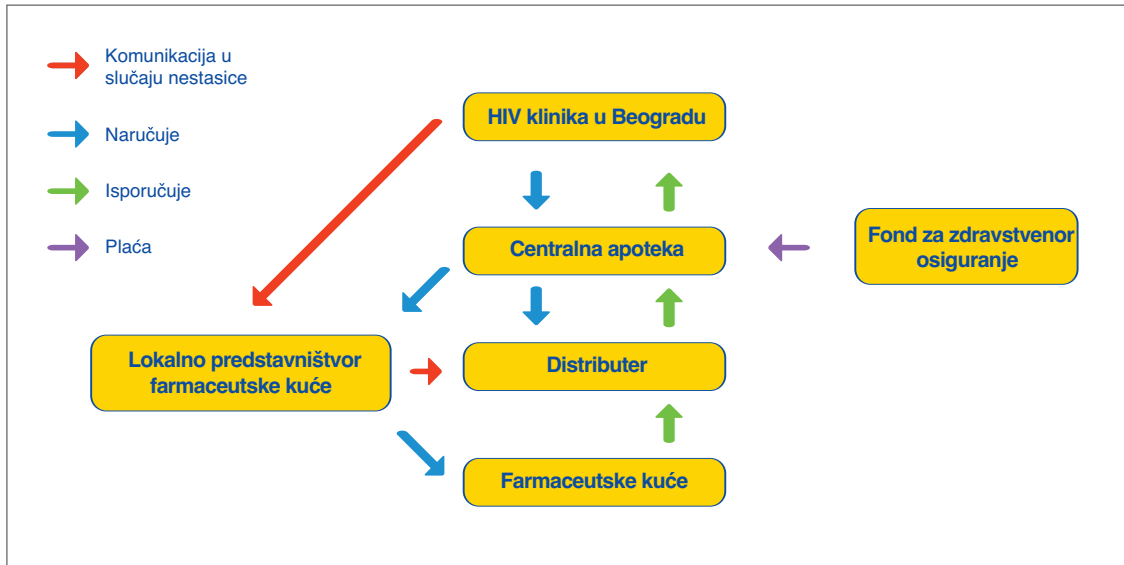 Komunikacija u
slučaju nestasice
Naručuje
Isporučuje
Plaća
HIV klinika u Beogradu
Centralna apoteka
Fond za zdravstvenor
osiguranje
Lokalno predstavništvor
farmaceutske kuće
Distributer
Farmaceutske kuće